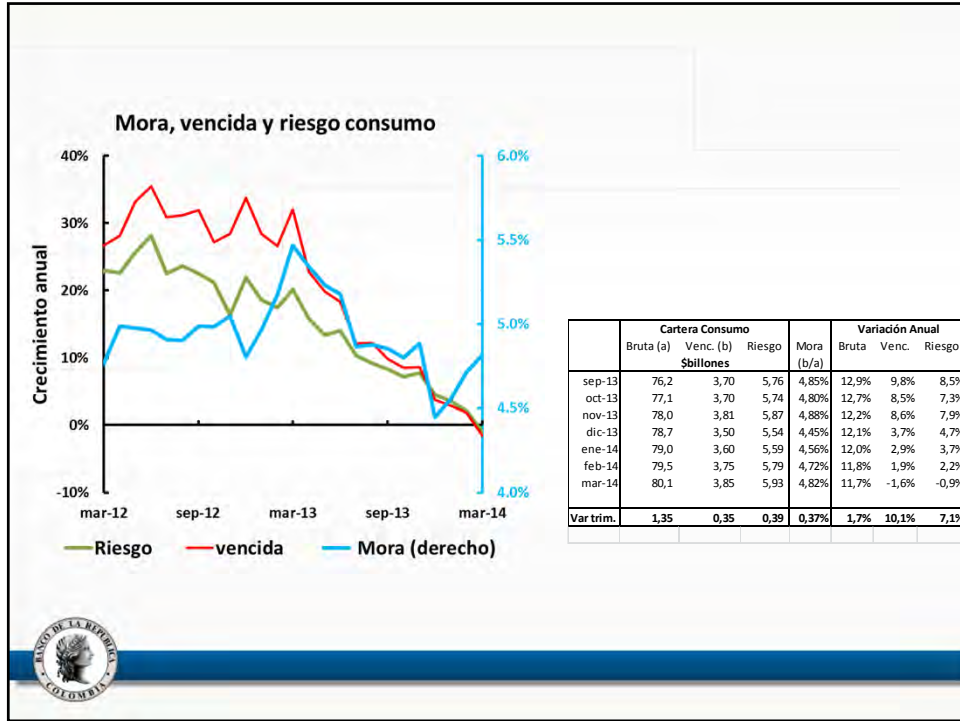 Mora, vencida y riesgo consumo
Crecimiento anual
40%
30%
20%
10%
0%
-10%
6.0%
5.5%
5.0%
4.5%
4.0%
mar-12 sep-12 mar-13 sep-13 mar-14
Riesgo vencida Mora (derecho)
Cartera Consumo Variación Anual
Bruta (a) Venc. (b) Riesgo Mora Bruta Venc. Riesgo
$billones (b/a)
sep-13 76,2 3,70 5,76 4,85% 12,9% 9,8% 8,5%
oct-13 77,1 3,70 5,74 4,80% 12,7% 8,5% 7,3%
nov-13 78,0 3,81 5,87 4,88% 12,2% 8,6% 7,9%
dic-13 78,7 3,50 5,54 4,45% 12,1% 3,7% 4,7%
ene-14 79,0 3,60 5,59 4,56% 12,0% 2,9% 3,7%
feb-14 79,5 3,75 5,79 4,72% 11,8% 1,9% 2,2%
mar-14 80,1 3,85 5,93 4,82% 11,7% -1,6% -0,9%
Var trim. 1,35 0,35 0,39 0,37% 1,7% 10,1% 7,1%
BANCO DE LA REPUBLICA
COLOMBIA